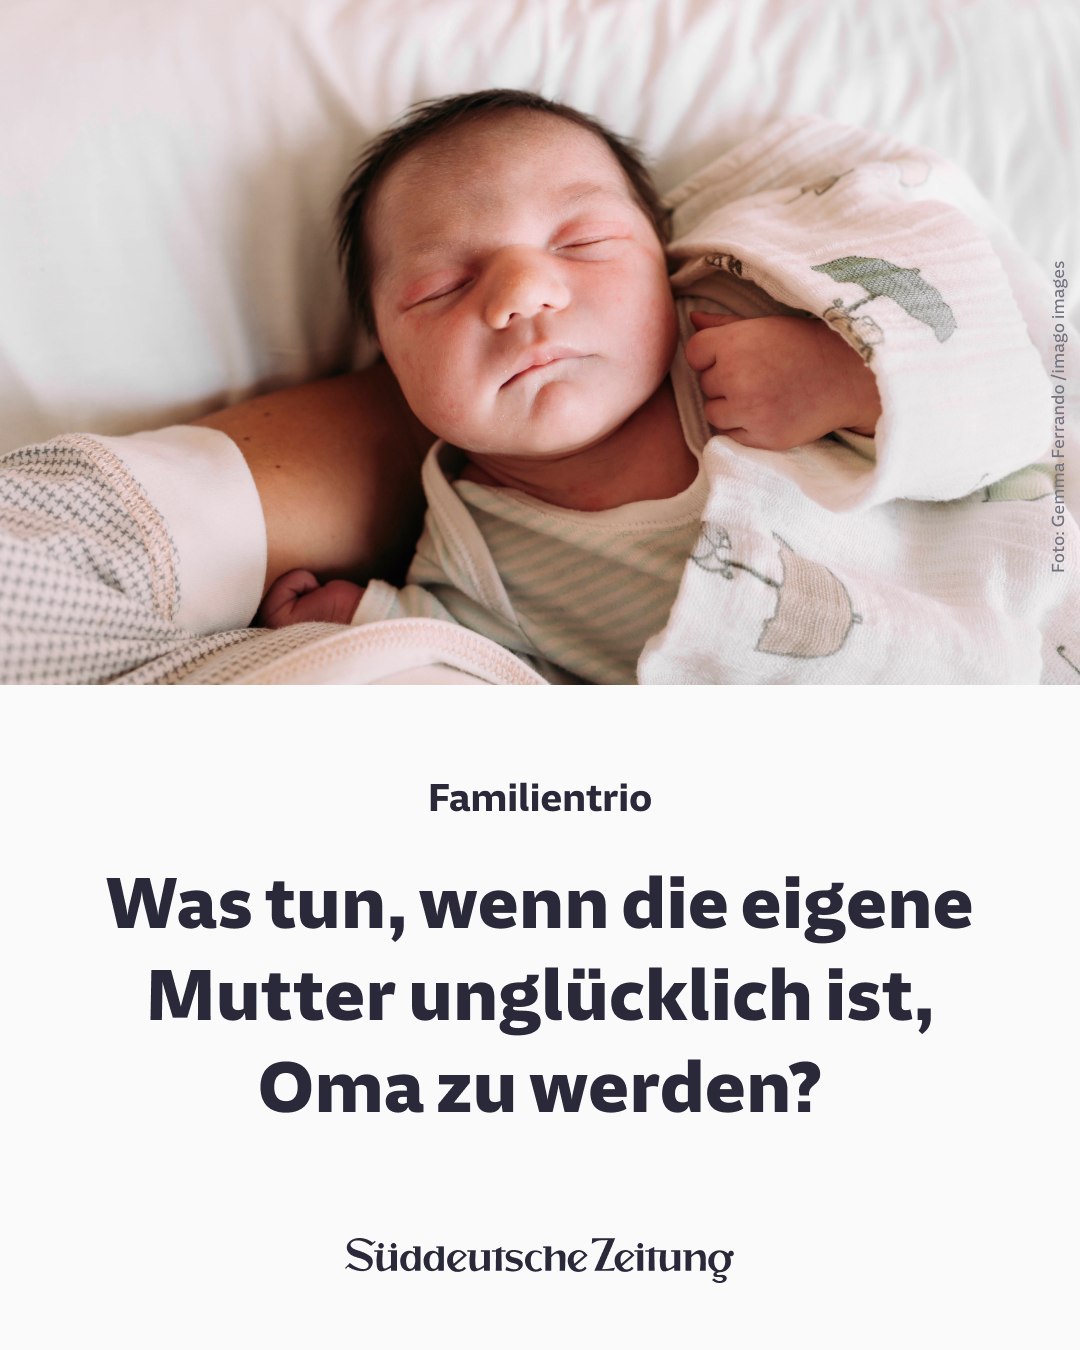 Foto: Gemma Ferrando /imago images
Familientrio
Was tun, wenn die eigene
Mutter unglücklich ist,
Oma zu werden?
Süddeutsche Zeitung